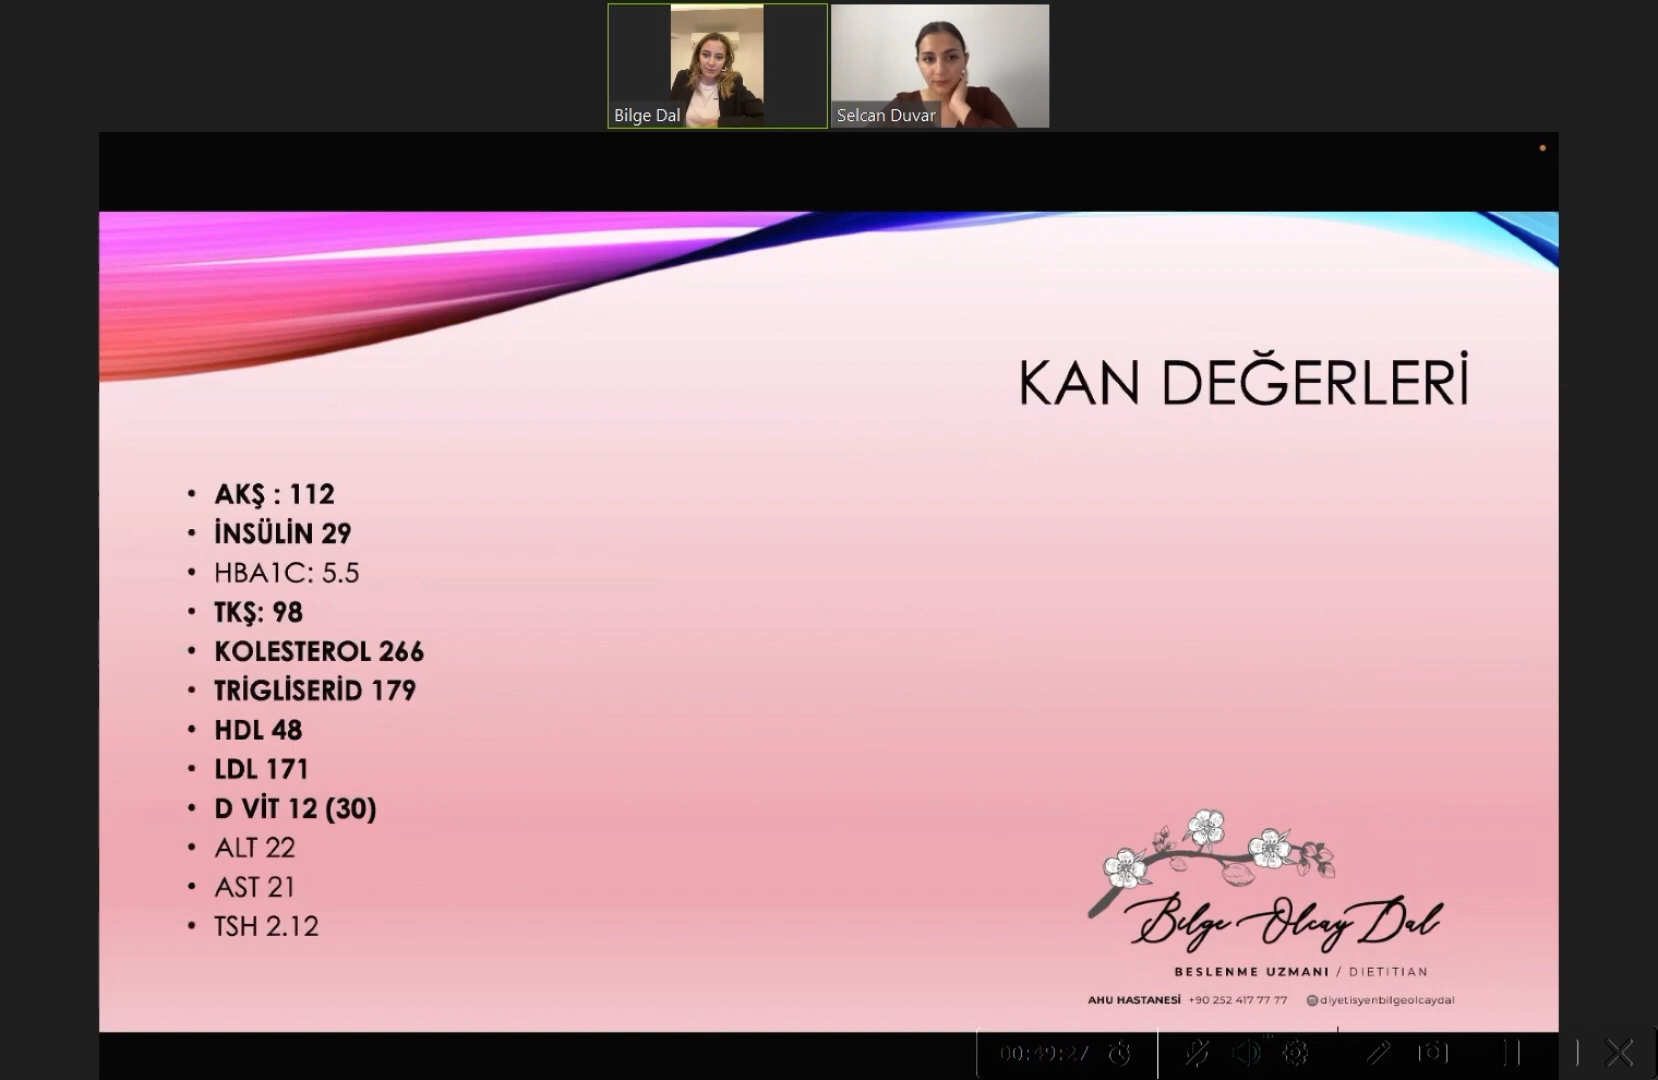 Bilge Dal
Selcan Duvar
KAN DEĞERLERİ
• AKŞ : 112
• İNSÜLİN 29
• HBA1C: 5.5
• TKŞ: 98
• KOLESTEROL 266
• TRİGLİSERİD 179
• HDL 48
• LDL 171
• D VİT 12 (30)
• ALT 22
• AST 21
• TSH 2.12
Bilge Olcay Dal
BESLENME UZMANI / DIETITIAN
AHU HASTANESİ +90 252 417 77 77 diyetisyenbilgeolcaydal
00:49:27